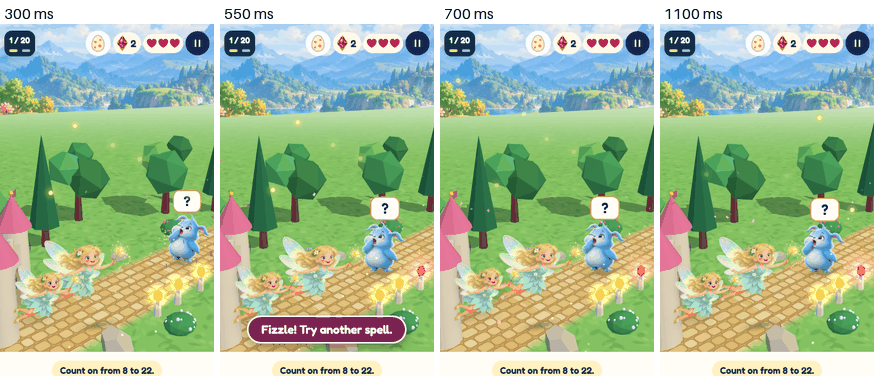 300 ms
550 ms
700 ms
1100 ms
1/20
2
1/20
2
1/20
2
1/20
2
?
?
?
?
Fizzle! Try another spell.
Count on from 8 to 22.
Count on from 8 to 22.
Count on from 8 to 22.
Count on from 8 to 22.